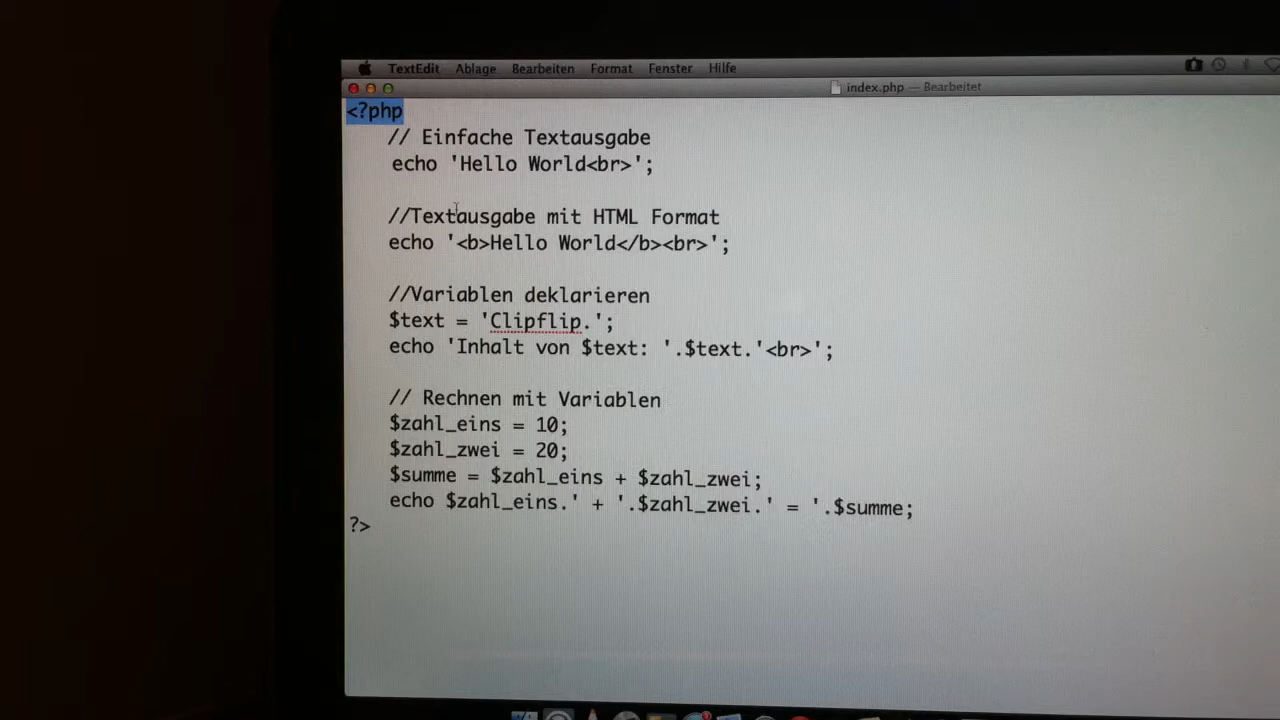 TextEdit Ablage Bearbeiten Format Fenster Hilfe
index.php — Bearbeitet
<?php
// Einfache Textausgabe
echo 'Hello World<br>';
//Textausgabe mit HTML Format
echo '<b>Hello World</b><br>';
//Variablen deklarieren
$text = 'Clipflip.';
echo 'Inhalt von $text: '.$text.'<br>';
// Rechnen mit Variablen
$zahl_eins = 10;
$zahl_zwei = 20;
$summe = $zahl_eins + $zahl_zwei;
echo $zahl_eins.' + '.$zahl_zwei.' = '.$summe;
?>